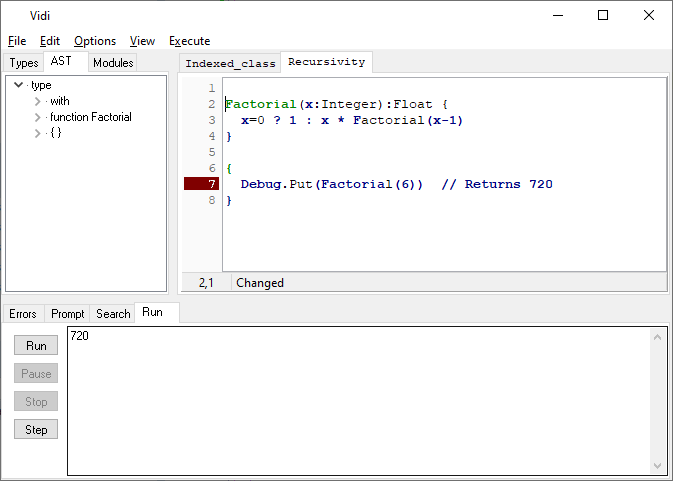 Vidi
File Edit Options View Execute
Types AST Modules
type
with
function Factorial
{ }
Indexed_class Recursivity
1
2 Factorial(x:Integer):Float {
3 x=0 ? 1 : x * Factorial(x-1)
4 }
5
6 {
7 Debug.Put(Factorial(6)) // Returns 720
8 }
2,1 Changed
Errors Prompt Search Run
Run
Pause
Stop
Step
720